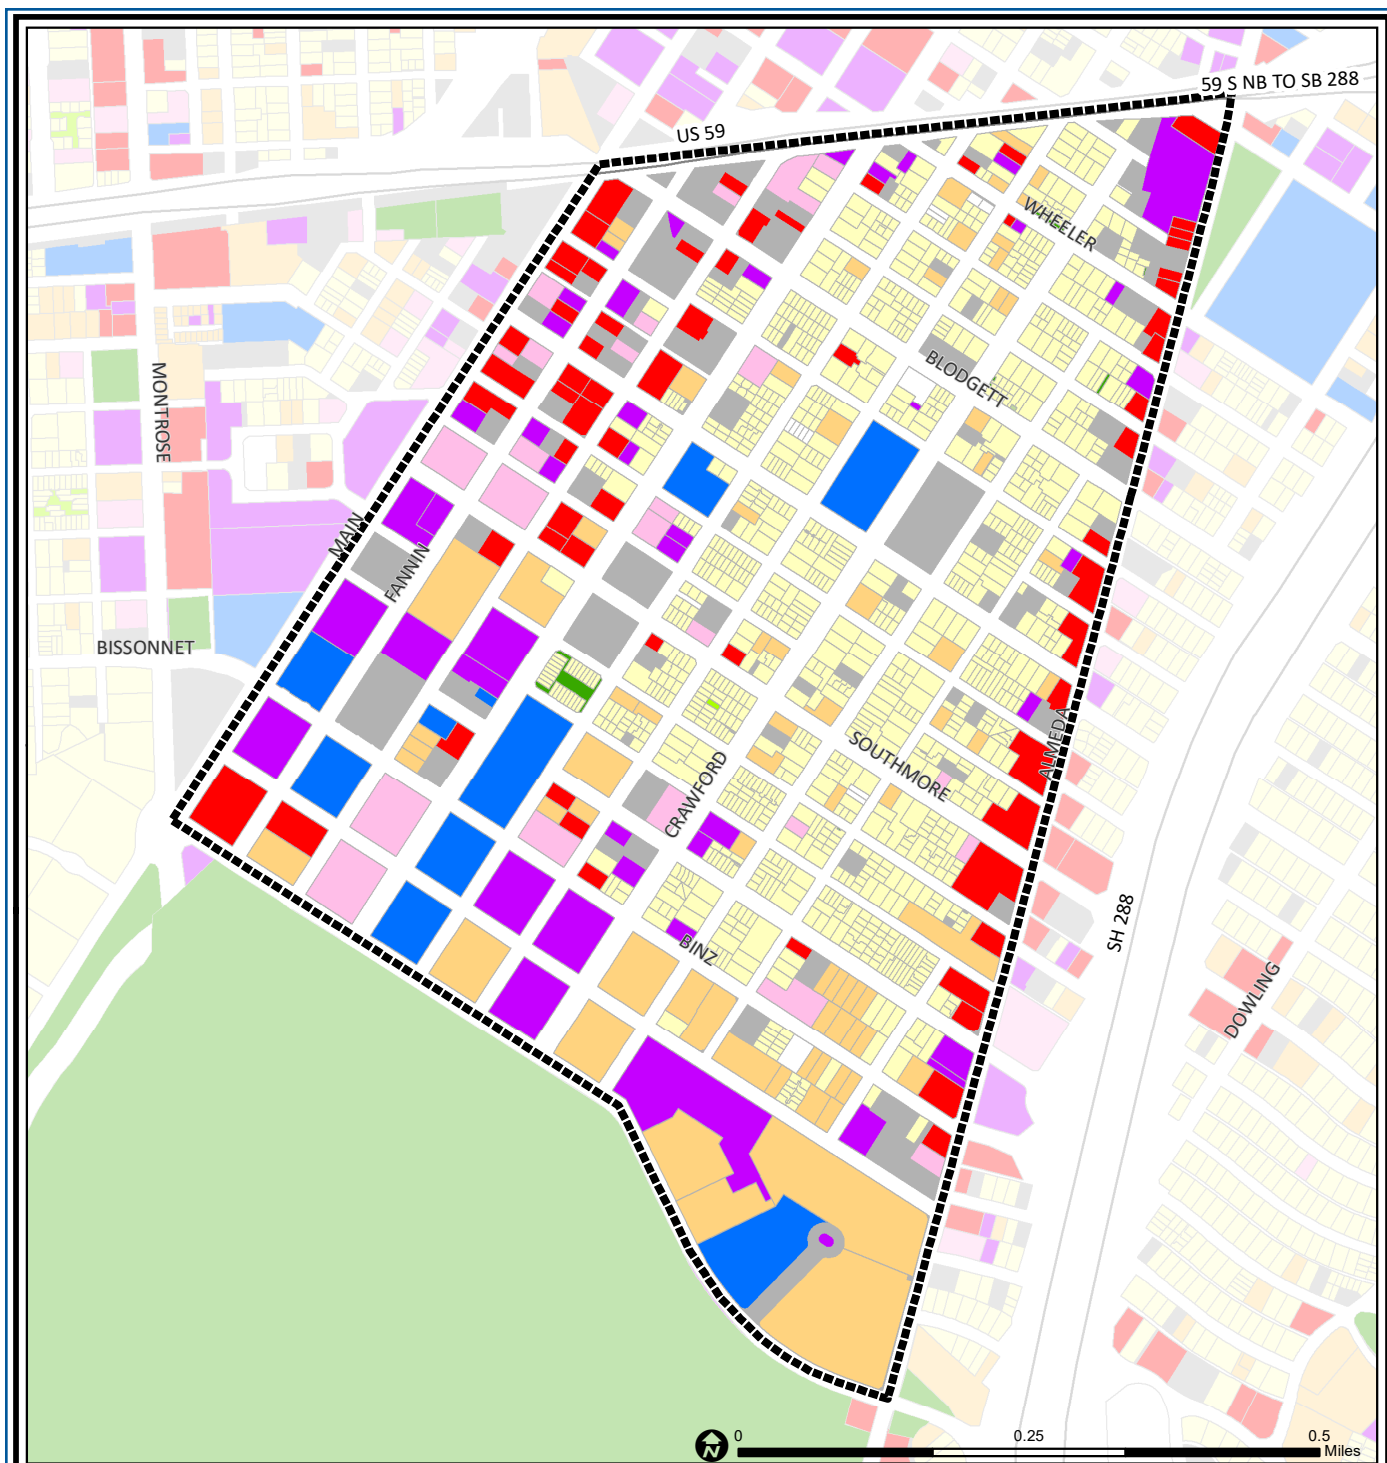 59 S NB TO SB 288
US 59
WHEELER
BLODGETT
MONTROSE
MAIN
FANNIN
BISSONNET
ALMEDA
SOUTHMORE
CRAWFORD
SH 288
BINZ
DOWLING
N
0 0.25 0.5
Miles